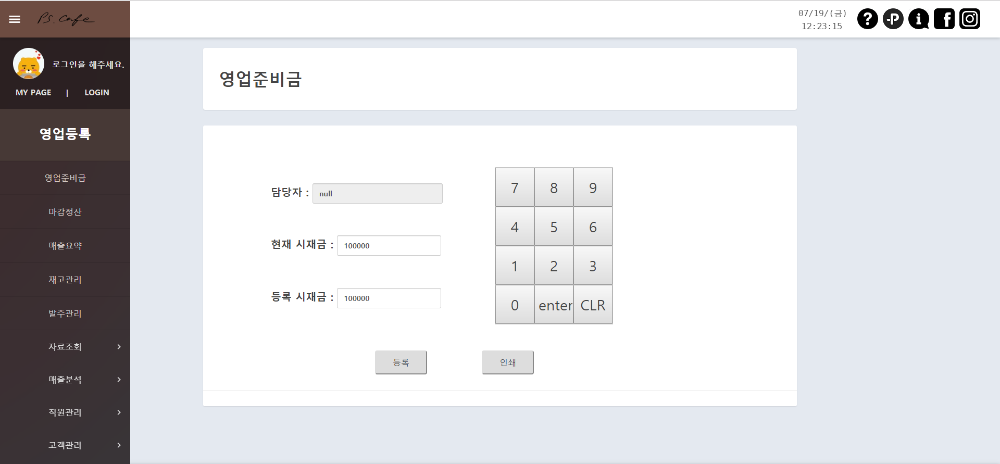 PS. Cafe
07/19/(금)
12:23:15
로그인을 해주세요.
MY PAGE | LOGIN
영업등록
영업준비금
마감정산
매출요약
재고관리
발주관리
자료조회
매출분석
직원관리
고객관리
영업준비금
담당자 : null
현재 시재금 : 100000
등록 시재금 : 100000
7 8 9
4 5 6
1 2 3
0 enter CLR
등록 인쇄